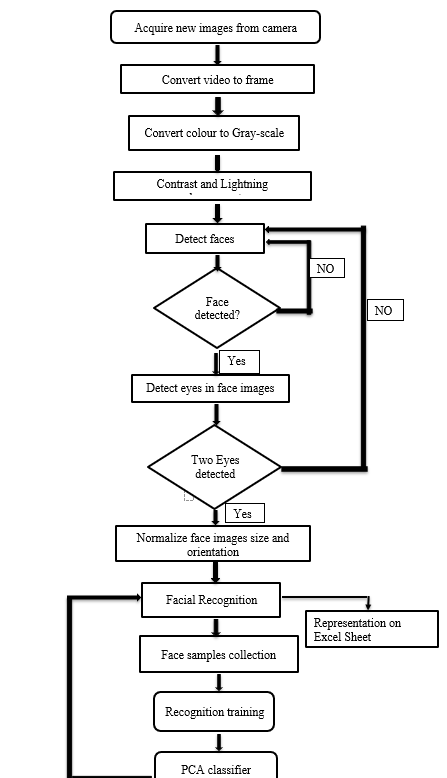 Acquire new images from camera
Convert video to frame
Convert colour to Gray-scale
Contrast and Lightning
Detect faces
NO
Face
detected?
NO
Yes
Detect eyes in face images
Two Eyes
detected
Yes
Normalize face images size and
orientation
Facial Recognition
Representation on
Excel Sheet
Face samples collection
Recognition training
PCA classifier